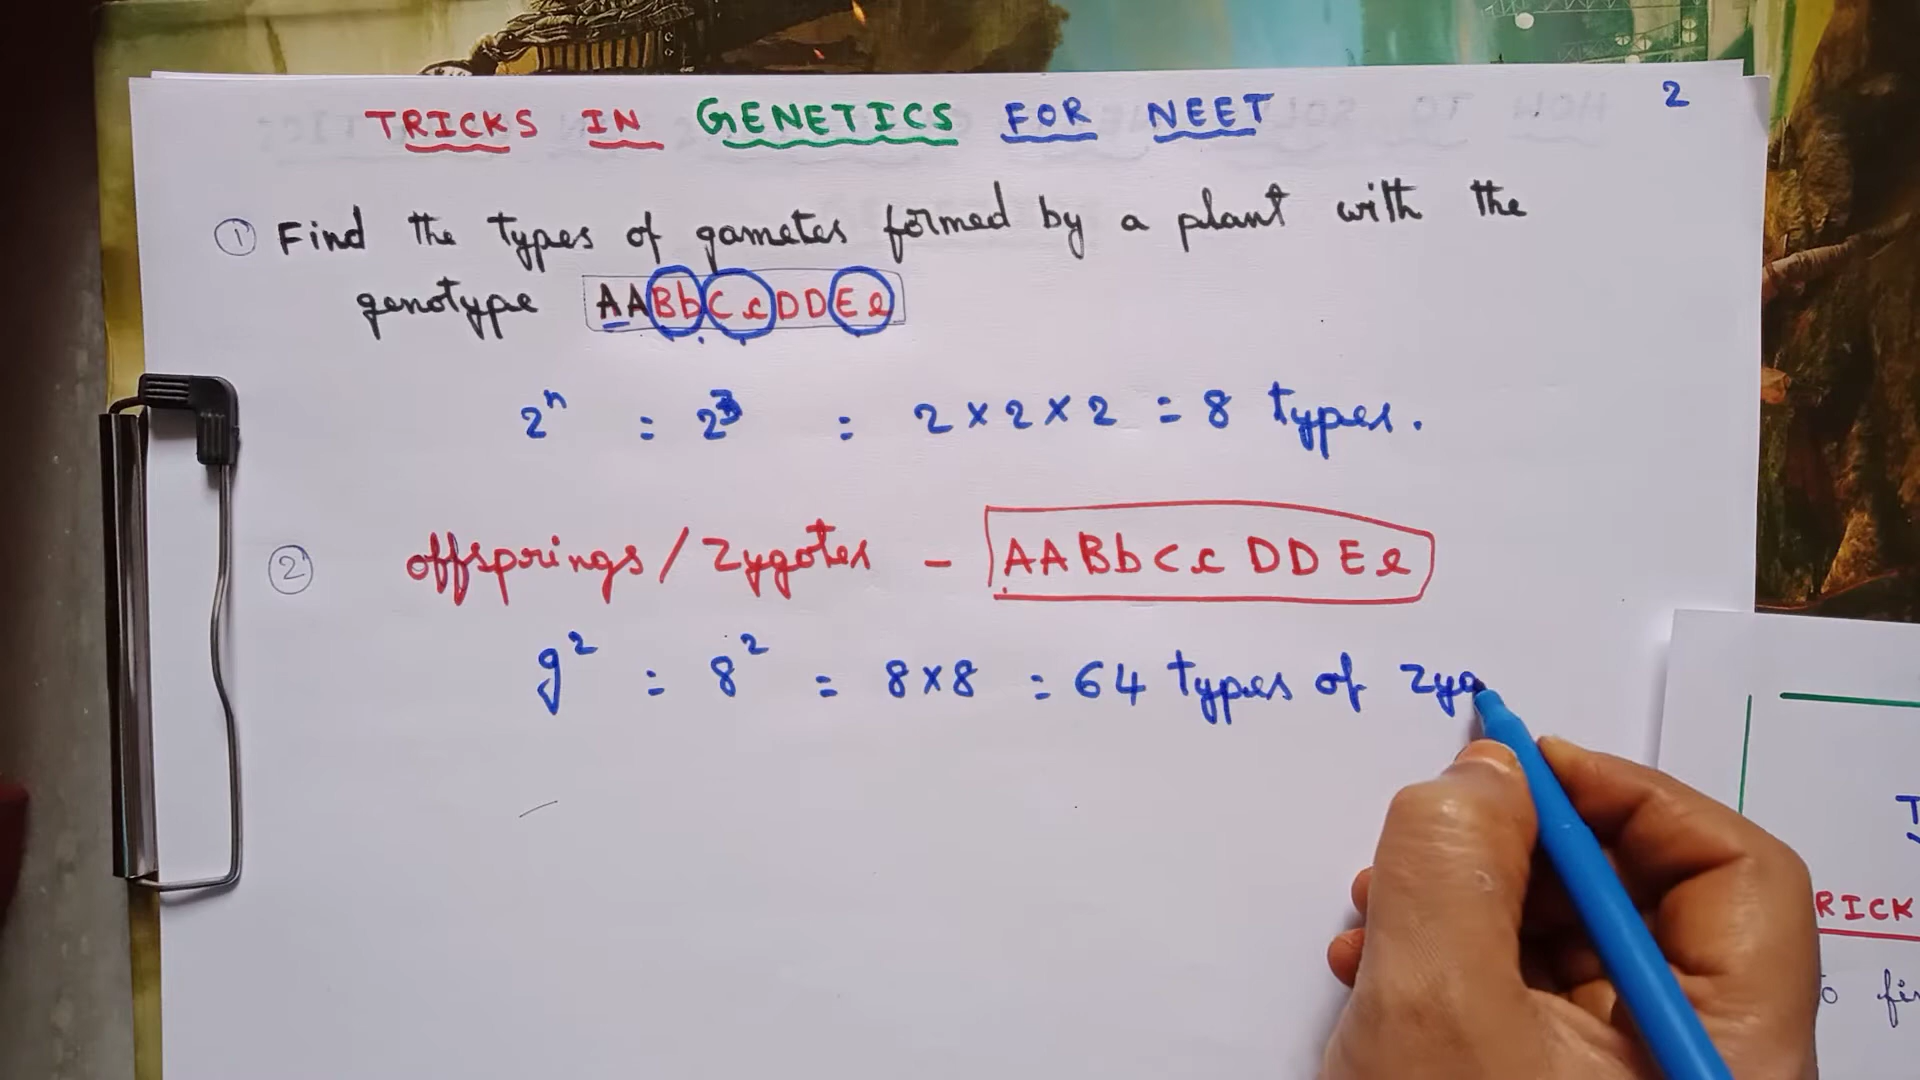 TRICKS IN GENETICS FOR NEET 2
① Find the types of gametes formed by a plant with the
genotype AABbCcDDEe
2ⁿ = 2³ = 2 × 2 × 2 = 8 types.
② offsprings / Zygotes - AABbCcDDEe
g² = 8² = 8×8 = 64 types of zyg
T
RICK